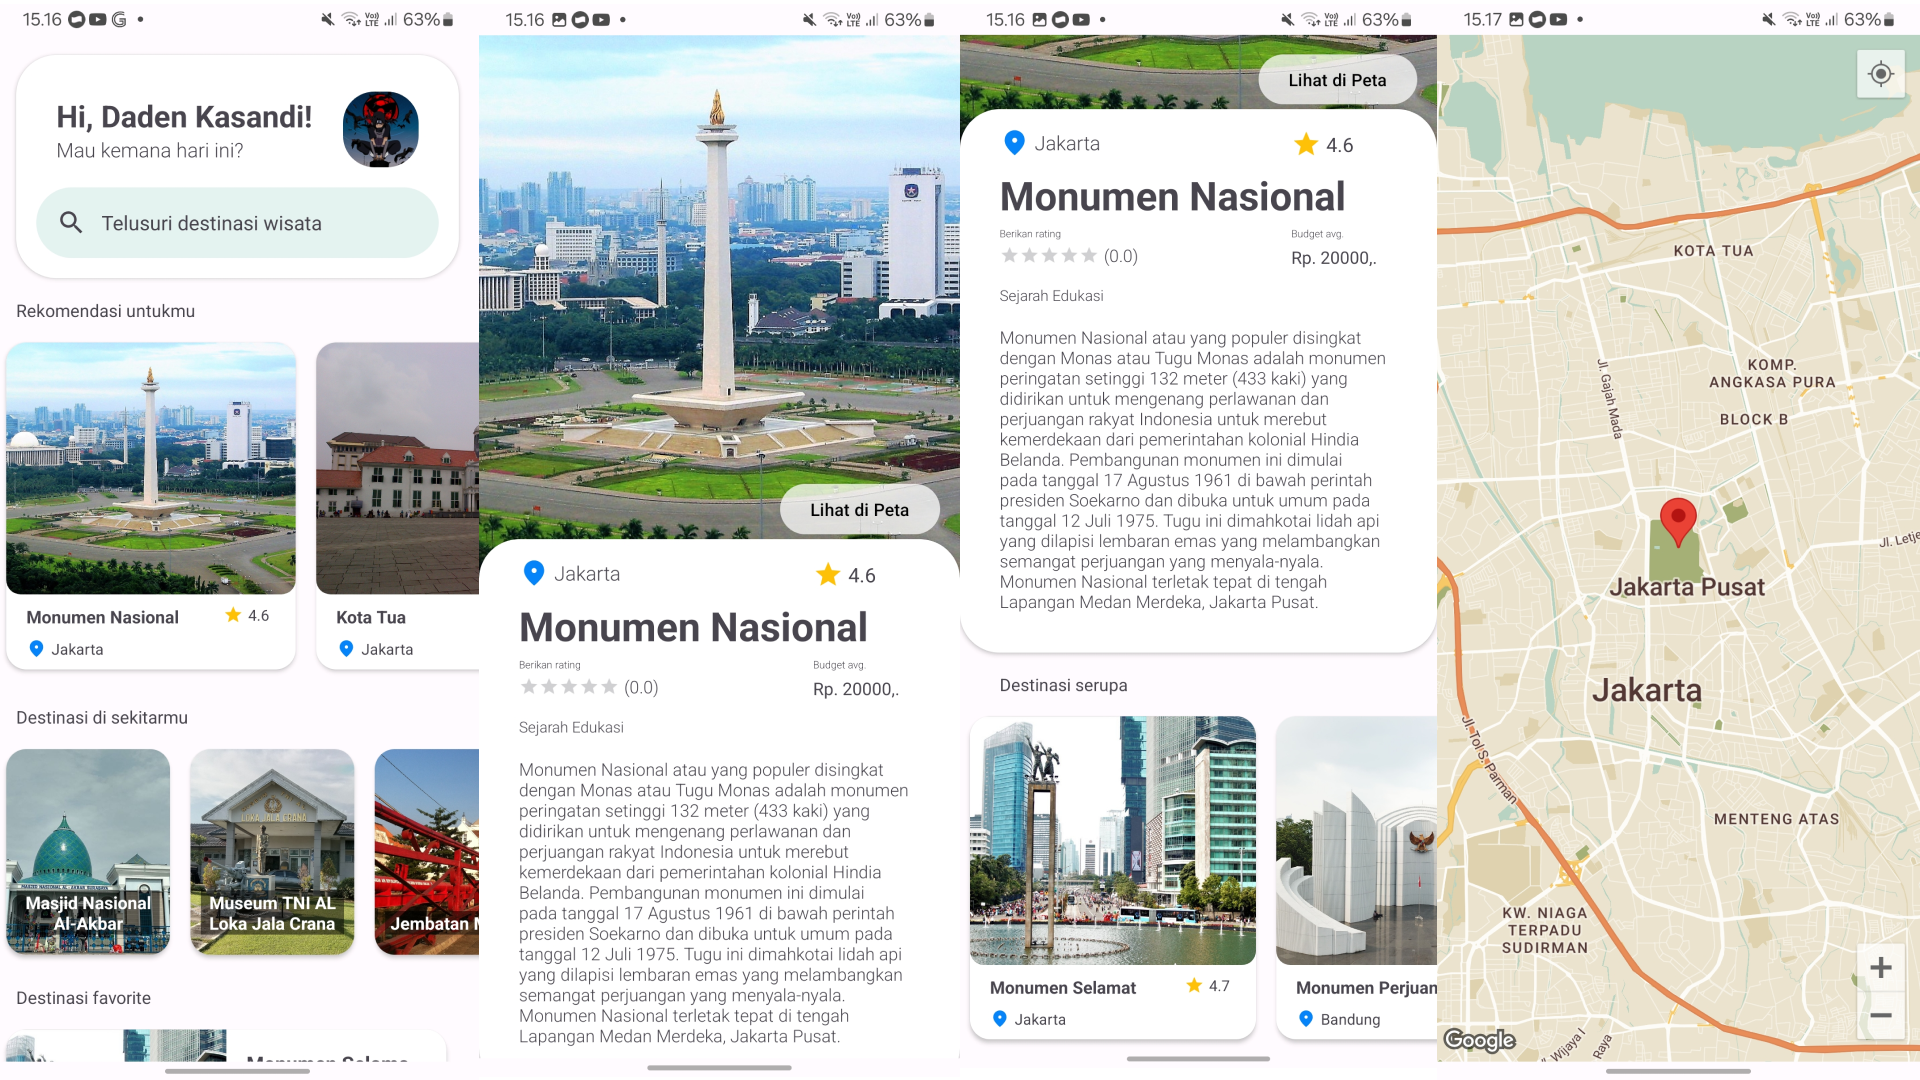 15.16
63%
Hi, Daden Kasandi!
Mau kemana hari ini?
Telusuri destinasi wisata
Rekomendasi untukmu
Monumen Nasional
4.6
Jakarta
Kota Tua
Jakarta
Destinasi di sekitarmu
MASJID NASIONAL AL-AKBAR SURABAYA
Masjid Nasional
Al-Akbar
LOKA JALA CRANA
Museum TNI AL
Loka Jala Crana
Jembatan
Destinasi favorite
15.16
63%
Lihat di Peta
Jakarta
4.6
Monumen Nasional
Berikan rating
Budget avg.
(0.0)
Rp. 20000,.
Sejarah Edukasi
Monumen Nasional atau yang populer disingkat
dengan Monas atau Tugu Monas adalah monumen
peringatan setinggi 132 meter (433 kaki) yang
didirikan untuk mengenang perlawanan dan
perjuangan rakyat Indonesia untuk merebut
kemerdekaan dari pemerintahan kolonial Hindia
Belanda. Pembangunan monumen ini dimulai
pada tanggal 17 Agustus 1961 di bawah perintah
presiden Soekarno dan dibuka untuk umum pada
tanggal 12 Juli 1975. Tugu ini dimahkotai lidah api
yang dilapisi lembaran emas yang melambangkan
semangat perjuangan yang menyala-nyala.
Monumen Nasional terletak tepat di tengah
Lapangan Medan Merdeka, Jakarta Pusat.
15.16
63%
Lihat di Peta
Jakarta
4.6
Monumen Nasional
Berikan rating
Budget avg.
(0.0)
Rp. 20000,.
Sejarah Edukasi
Monumen Nasional atau yang populer disingkat
dengan Monas atau Tugu Monas adalah monumen
peringatan setinggi 132 meter (433 kaki) yang
didirikan untuk mengenang perlawanan dan
perjuangan rakyat Indonesia untuk merebut
kemerdekaan dari pemerintahan kolonial Hindia
Belanda. Pembangunan monumen ini dimulai
pada tanggal 17 Agustus 1961 di bawah perintah
presiden Soekarno dan dibuka untuk umum pada
tanggal 12 Juli 1975. Tugu ini dimahkotai lidah api
yang dilapisi lembaran emas yang melambangkan
semangat perjuangan yang menyala-nyala.
Monumen Nasional terletak tepat di tengah
Lapangan Medan Merdeka, Jakarta Pusat.
Destinasi serupa
Monumen Selamat
4.7
Jakarta
Monumen Perjuan
Bandung
15.17
63%
KOTA TUA
KOMP.
ANGKASA PURA
BLOCK B
Jl. Gajah Mada
Jl. Letje
Jakarta Pusat
Jakarta
Jl. Tol S. Parman
MENTENG ATAS
KW. NIAGA
TERPADU
SUDIRMAN
Jl. Wijaya I
Raya
Google